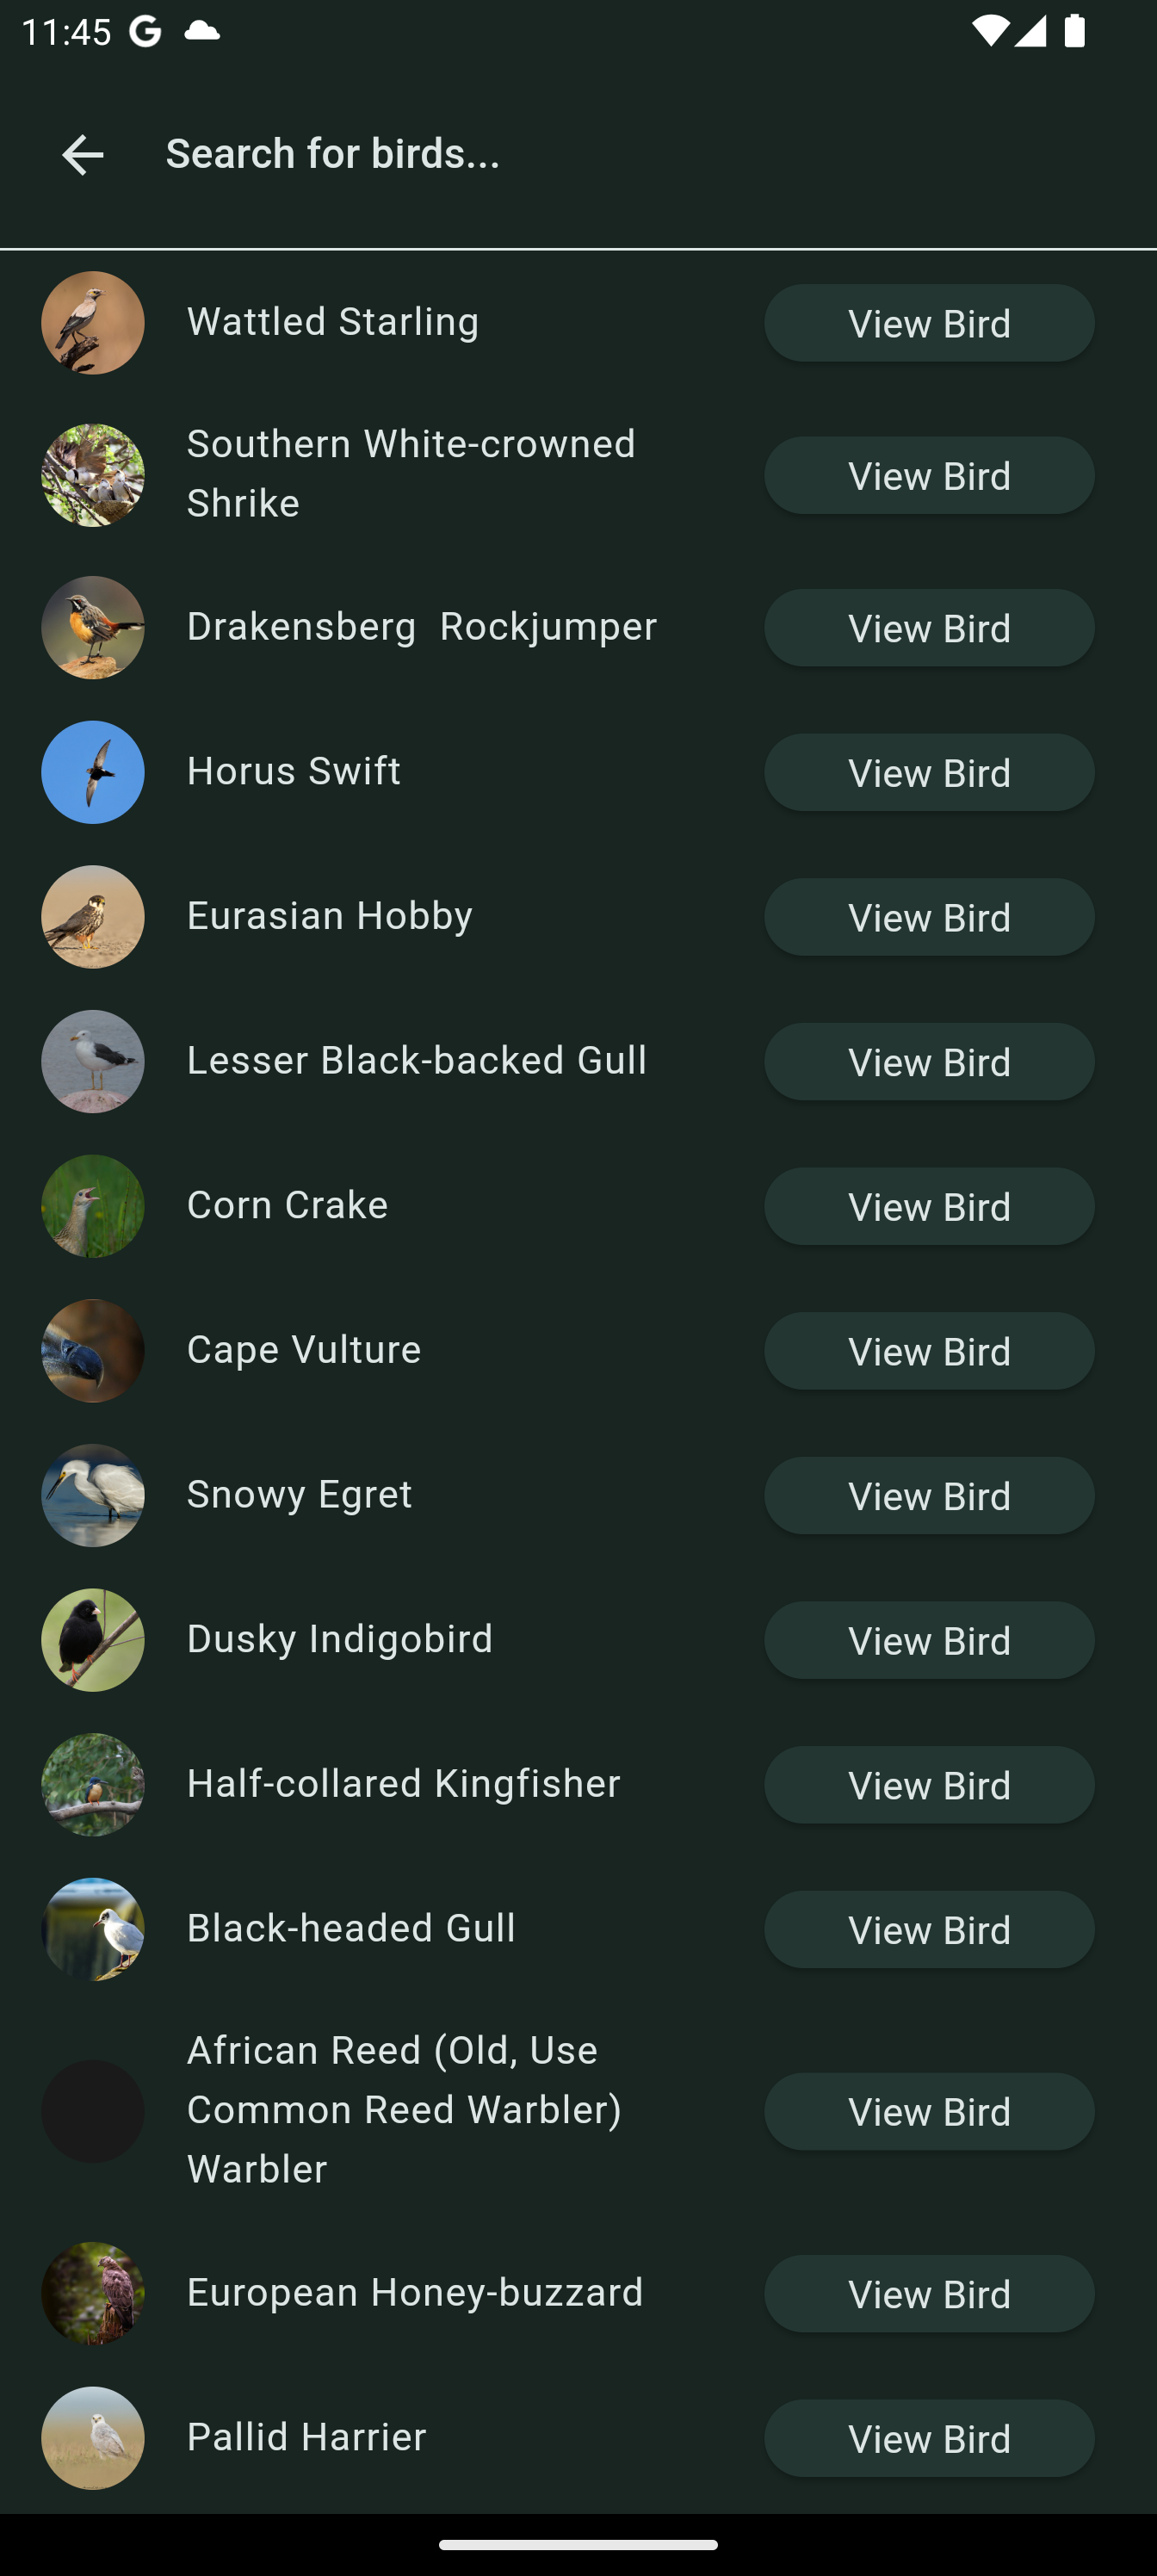 11:45
Search for birds...
Wattled Starling
View Bird
Southern White-crowned
Shrike
View Bird
Drakensberg  Rockjumper
View Bird
Horus Swift
View Bird
Eurasian Hobby
View Bird
Lesser Black-backed Gull
View Bird
Corn Crake
View Bird
Cape Vulture
View Bird
Snowy Egret
View Bird
Dusky Indigobird
View Bird
Half-collared Kingfisher
View Bird
Black-headed Gull
View Bird
African Reed (Old, Use
Common Reed Warbler)
Warbler
View Bird
European Honey-buzzard
View Bird
Pallid Harrier
View Bird